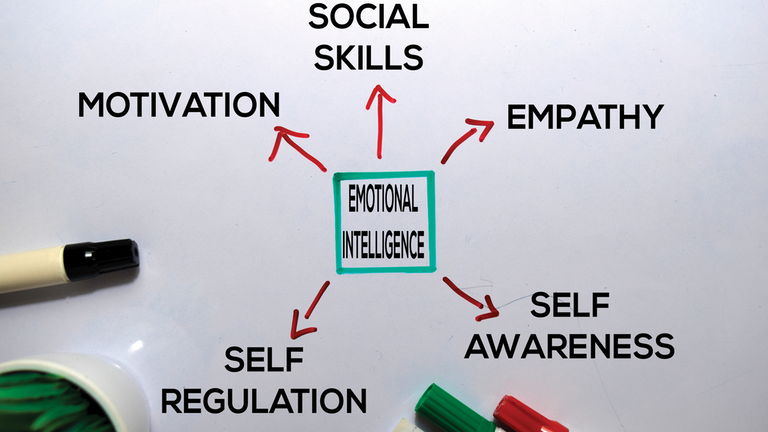 SOCIAL
SKILLS
MOTIVATION
EMPATHY
EMOTIONAL
INTELLIGENCE
SELF
AWARENESS
SELF
REGULATION